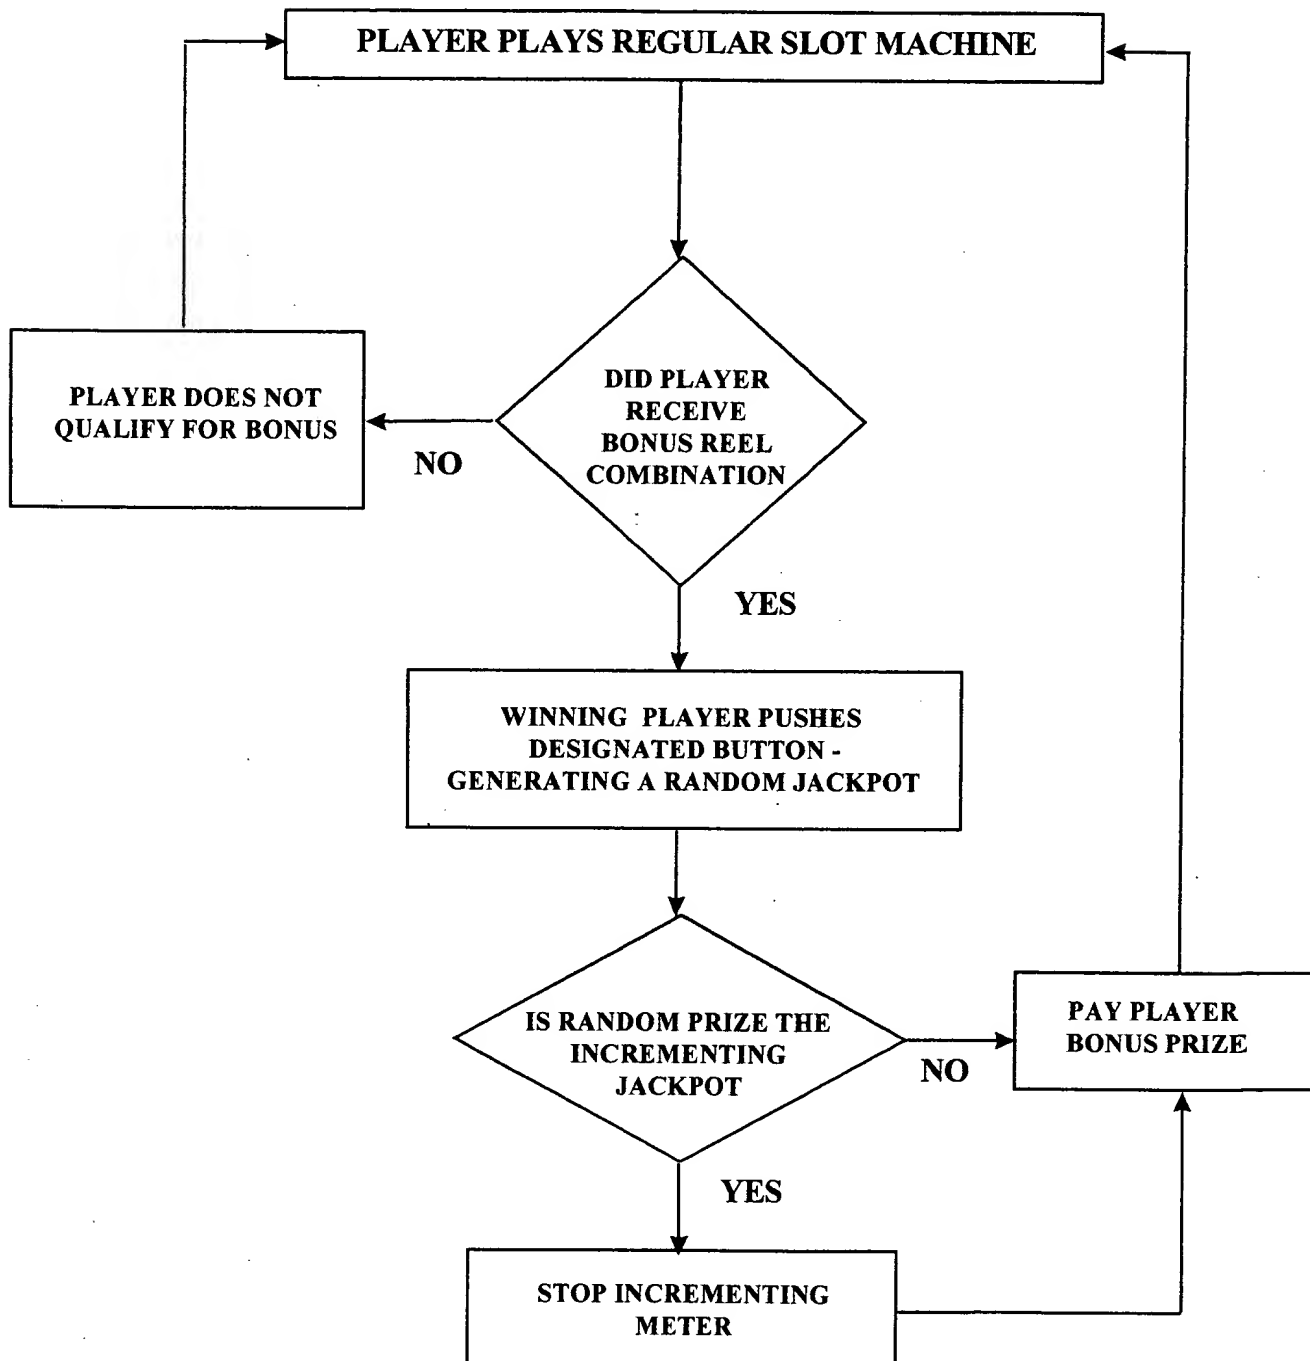 PLAYER PLAYS REGULAR SLOT MACHINE
DID PLAYER
RECEIVE
BONUS REEL
COMBINATION
PLAYER DOES NOT
QUALIFY FOR BONUS
NO
YES
WINNING PLAYER PUSHES
DESIGNATED BUTTON -
GENERATING A RANDOM JACKPOT
IS RANDOM PRIZE THE
INCREMENTING
JACKPOT
NO
PAY PLAYER
BONUS PRIZE
YES
STOP INCREMENTING
METER